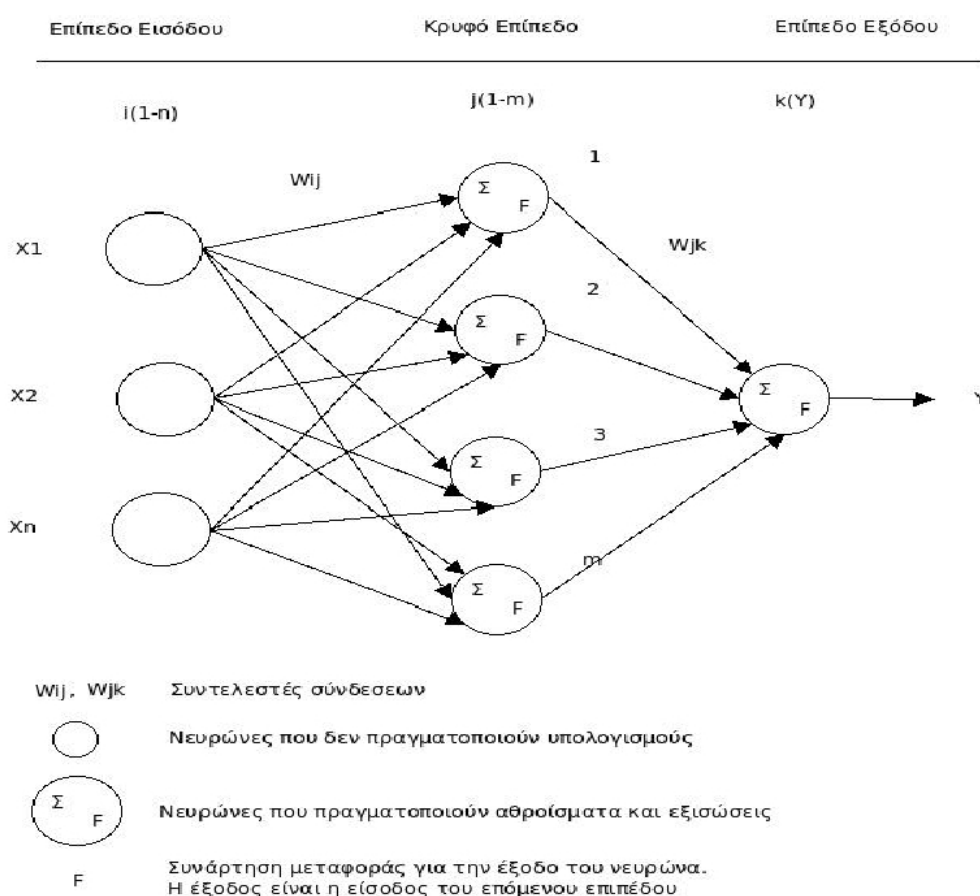 Επίπεδο Εισόδου Κρυφό Επίπεδο Επίπεδο Εξόδου
i(1-n) j(1-m) k(Y)
Wij
1
Σ
F
X1
Wjk
2
Σ
F
X2
Σ
F
Y
3
Σ
F
Xn
m
Σ
F
Wij, Wjk Συντελεστές σύνδεσεων
Νευρώνες που δεν πραγματοποιούν υπολογισμούς
Σ
F
Νευρώνες που πραγματοποιούν αθροίσματα και εξισώσεις
F Συνάρτηση μεταφοράς για την έξοδο του νευρώνα.
Η έξοδος είναι η είσοδος του επόμενου επιπέδου